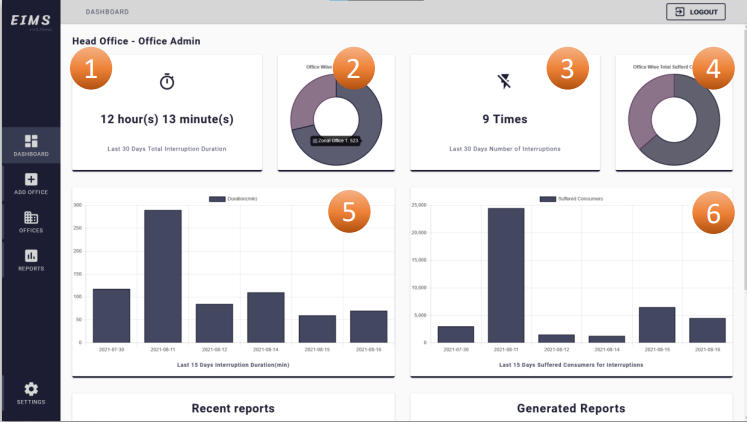 EIMS
DASHBOARD
LOGOUT
Head Office - Office Admin
1
2
3
4
Office Wise
Office Wise Total Sufferd C
12 hour(s) 13 minute(s)
Last 30 Days Total Interruption Duration
Zonal Office 1: 523
9 Times
Last 30 Days Number of Interruptions
DASHBOARD
ADD OFFICE
OFFICES
REPORTS
SETTINGS
5
Duration(min)
300
250
200
150
100
50
0
2021-07-30 2021-08-11 2021-08-12 2021-08-14 2021-08-15 2021-08-16
Last 15 Days Interruption Duration(min)
6
Suffered Consumers
25,000
20,000
15,000
10,000
5,000
0
2021-07-30 2021-08-11 2021-08-12 2021-08-14 2021-08-15 2021-08-16
Last 15 Days Suffered Consumers for Interruptions
Recent reports
Generated Reports